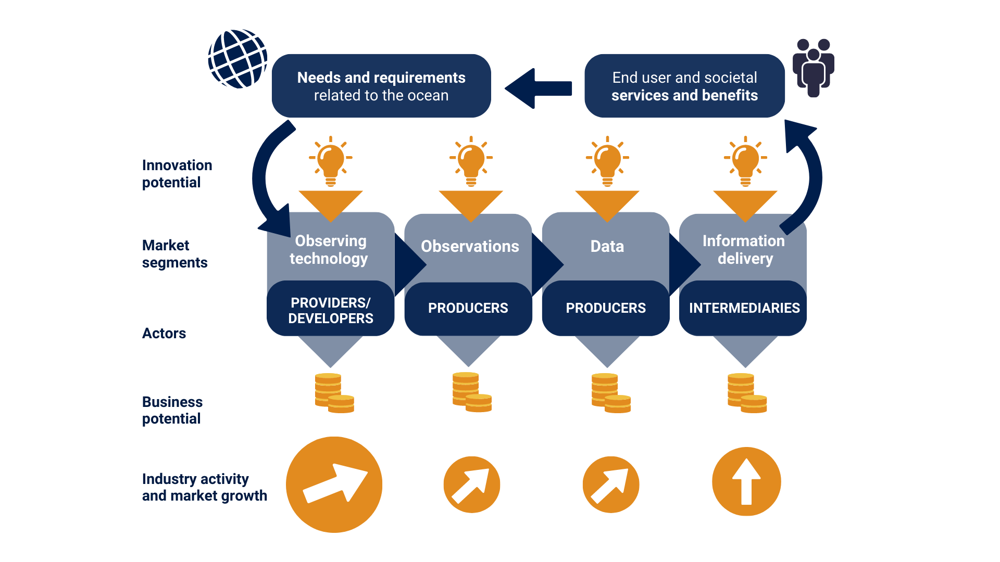 Needs and requirements
related to the ocean
End user and societal
services and benefits
Innovation
potential
Market
segments
Observing
technology
Observations
Data
Information
delivery
Actors
PROVIDERS/
DEVELOPERS
PRODUCERS
PRODUCERS
INTERMEDIARIES
Business
potential
Industry activity
and market growth